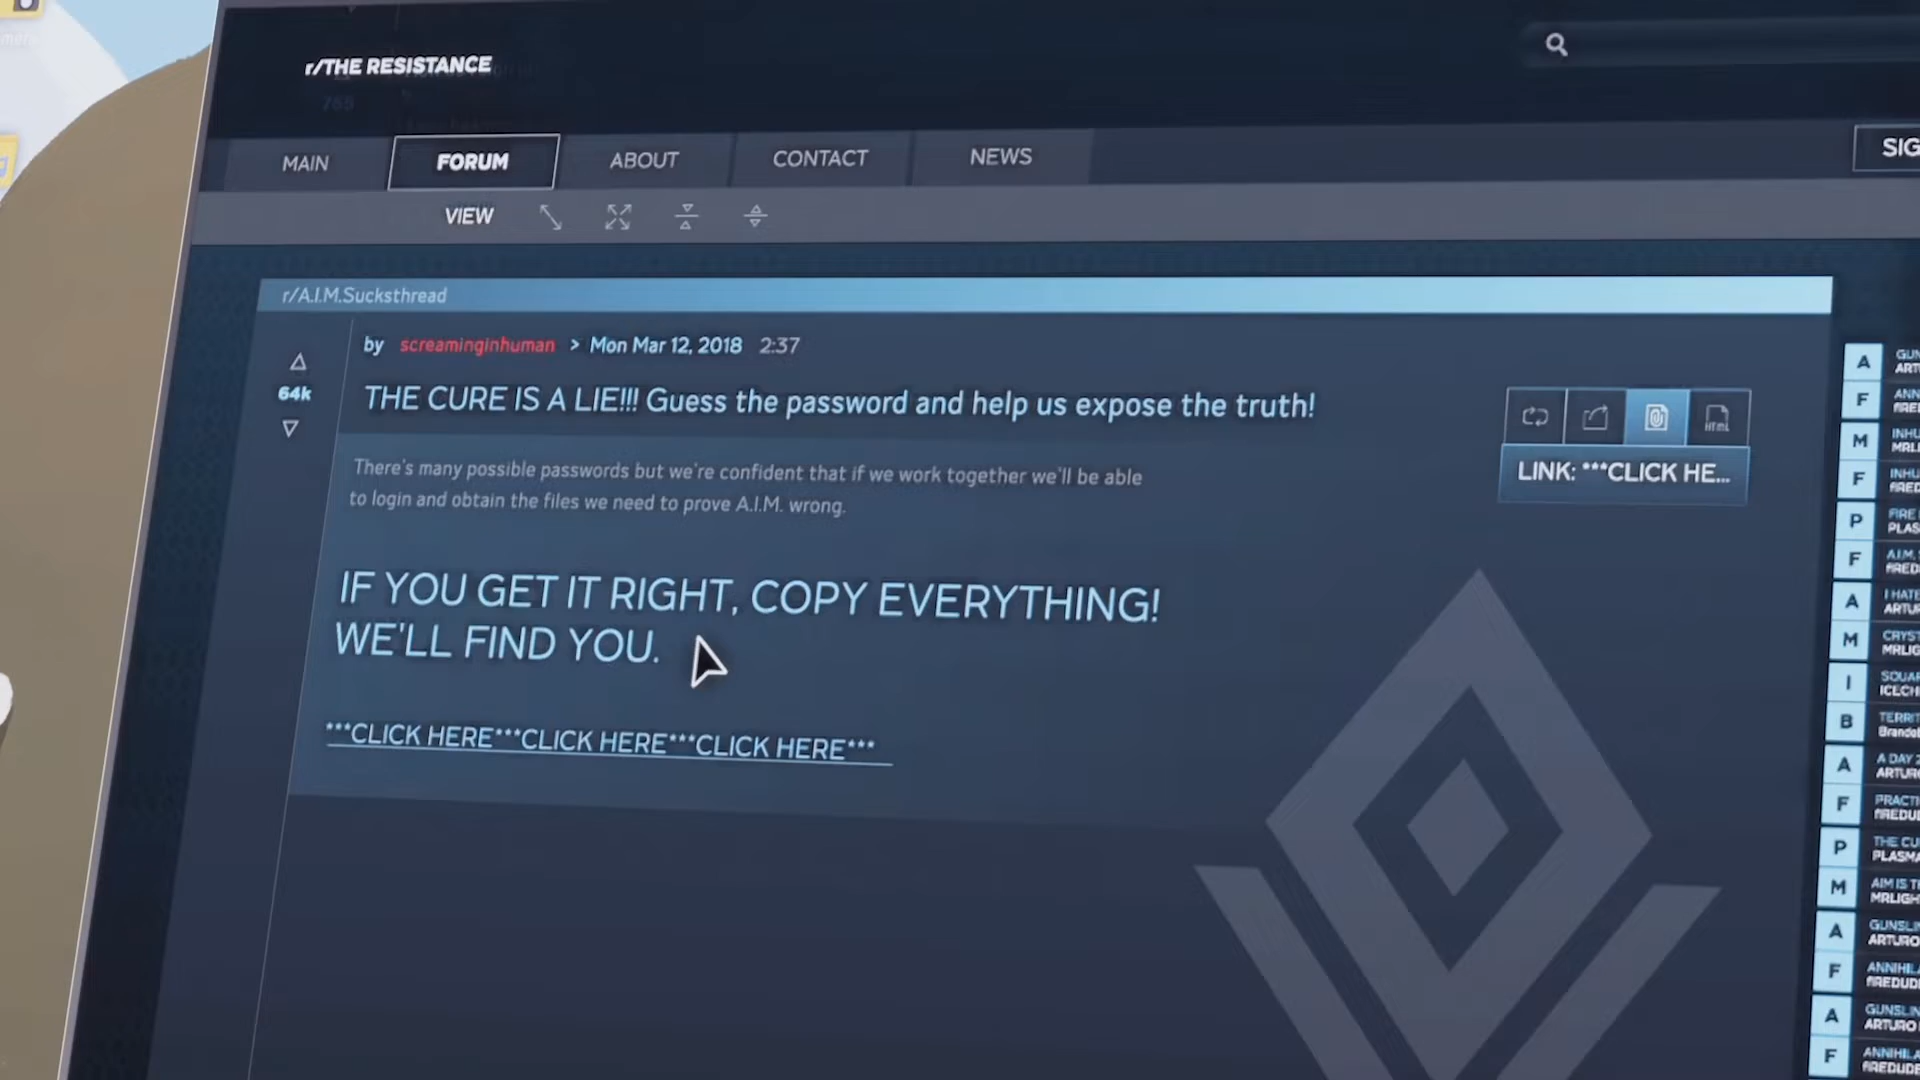 r/THE RESISTANCE
765
MAIN
FORUM
ABOUT
CONTACT
NEWS
SIG
VIEW
r/A.I.M.Sucksthread
by screaminginhuman > Mon Mar 12, 2018 2:37
64k
THE CURE IS A LIE!!! Guess the password and help us expose the truth!
HTML
LINK: ***CLICK HE...
There's many possible passwords but we're confident that if we work together we'll be able
to login and obtain the files we need to prove A.I.M. wrong.
IF YOU GET IT RIGHT, COPY EVERYTHING!
WE'LL FIND YOU.
***CLICK HERE***CLICK HERE***CLICK HERE***
A
F
M
F
P
F
A
M
I
B
A
F
P
M
A
F
A
F